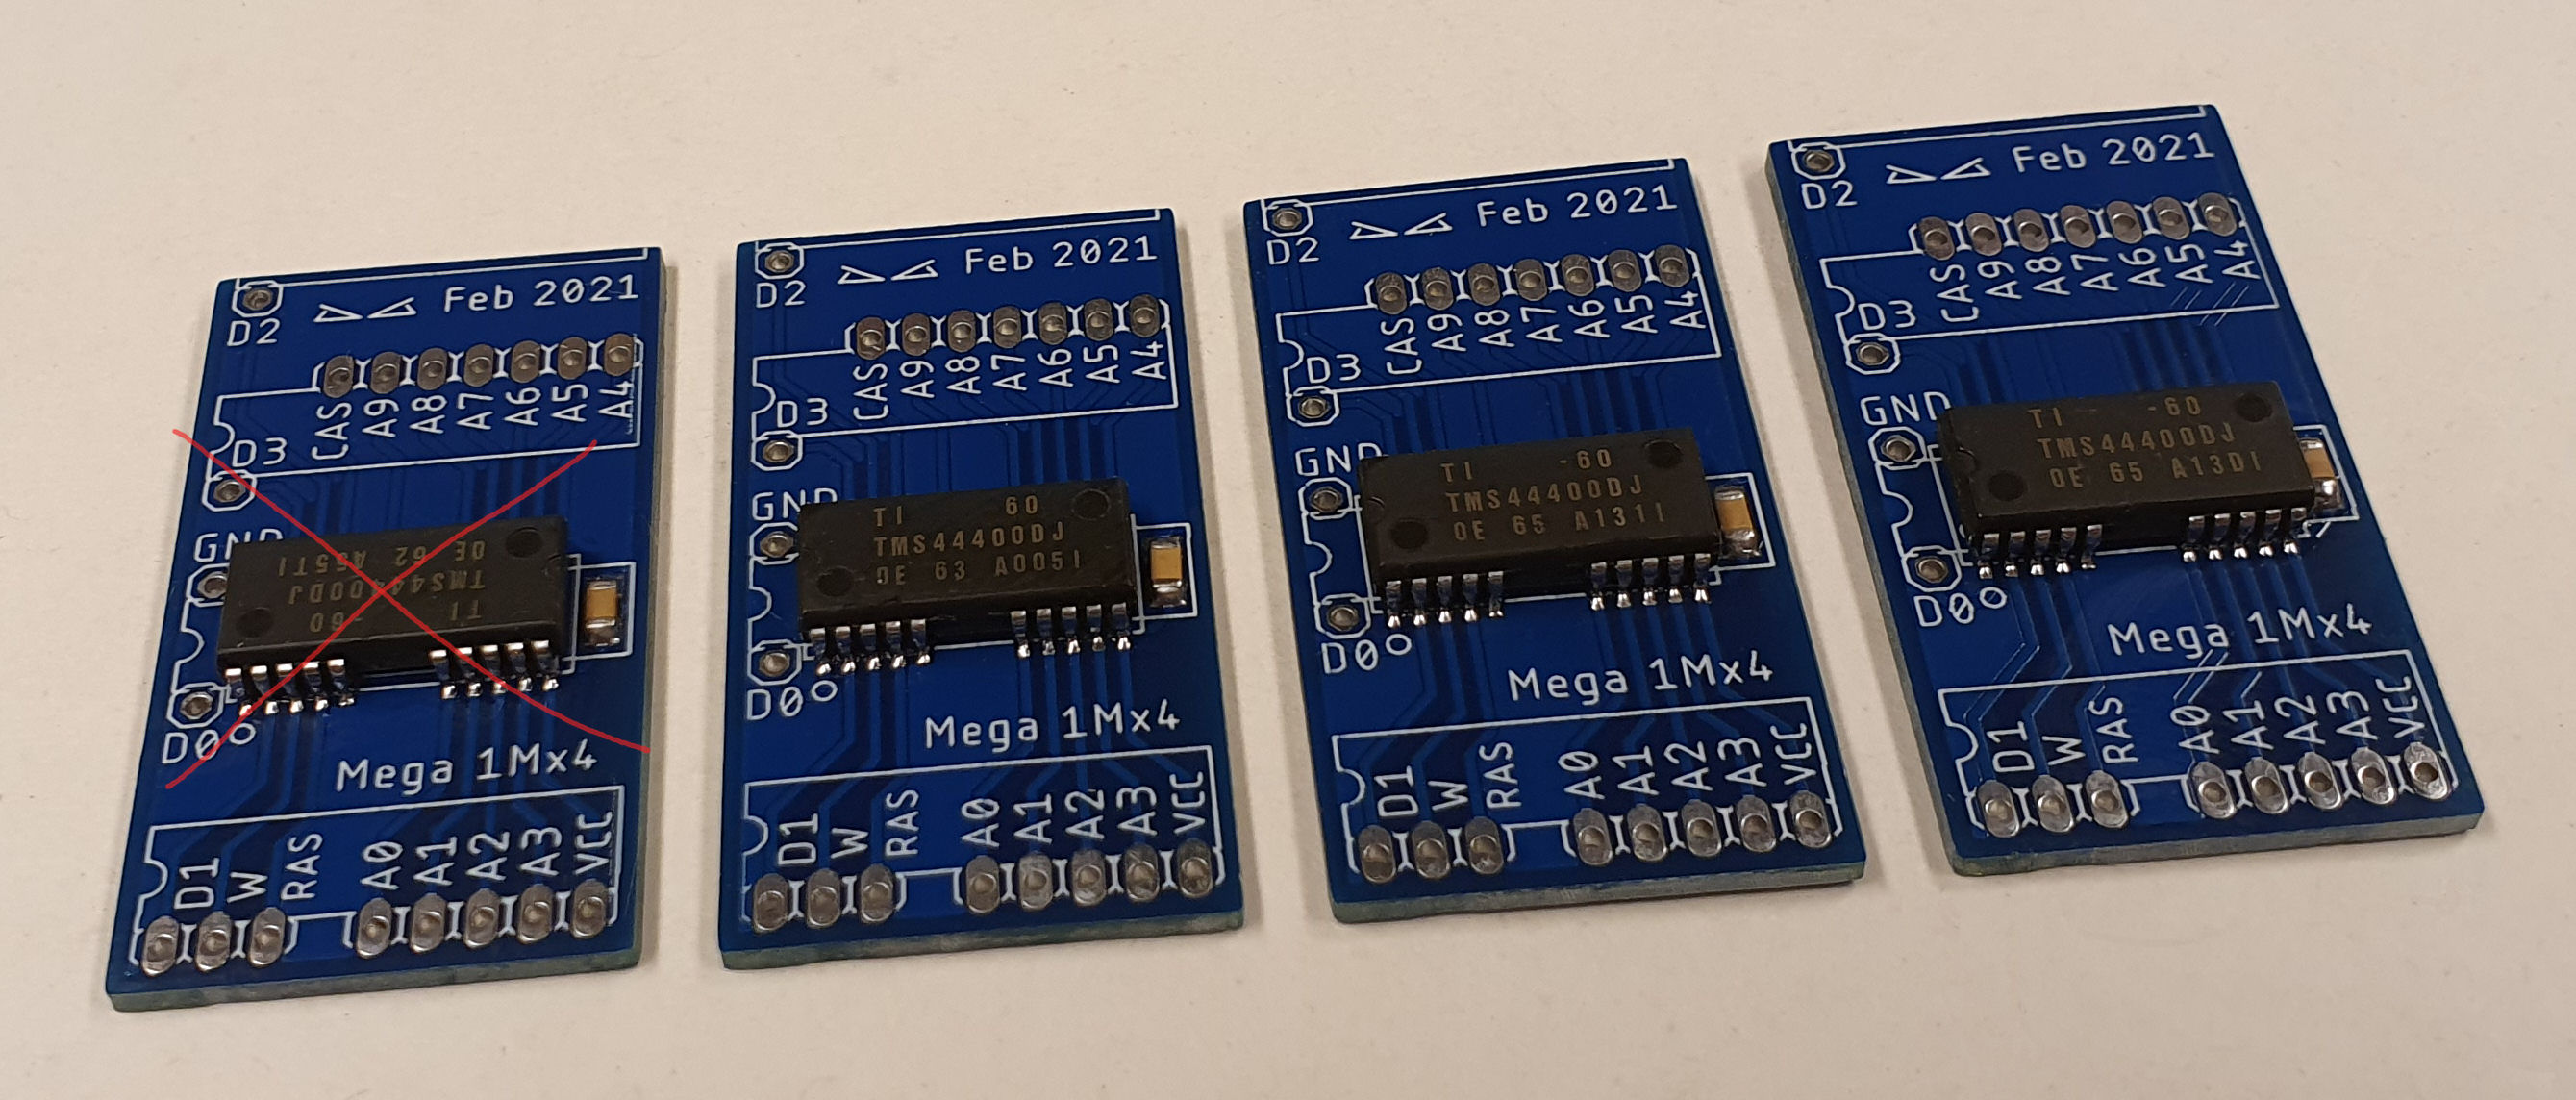 Feb 2021
D2
CAS A9 A8 A7 A6 A5 A4
D3
GND
TI -60
TMS44400DJ
OE 62 A55TI
D0
Mega 1Mx4
D1 W RAS A0 A1 A2 A3 VCC
Feb 2021
D2
CAS A9 A8 A7 A6 A5 A4
D3
GND
TI 60
TMS44400DJ
OE 63 A005I
D0
Mega 1Mx4
D1 W RAS A0 A1 A2 A3 VCC
Feb 2021
D2
CAS A9 A8 A7 A6 A5 A4
D3
GND
TI -60
TMS44400DJ
OE 65 A131I
D0
Mega 1Mx4
D1 W RAS A0 A1 A2 A3 VCC
Feb 2021
D2
CAS A9 A8 A7 A6 A5 A4
D3
GND
TI -60
TMS44400DJ
OE 65 A13DI
D0
Mega 1Mx4
D1 W RAS A0 A1 A2 A3 VCC